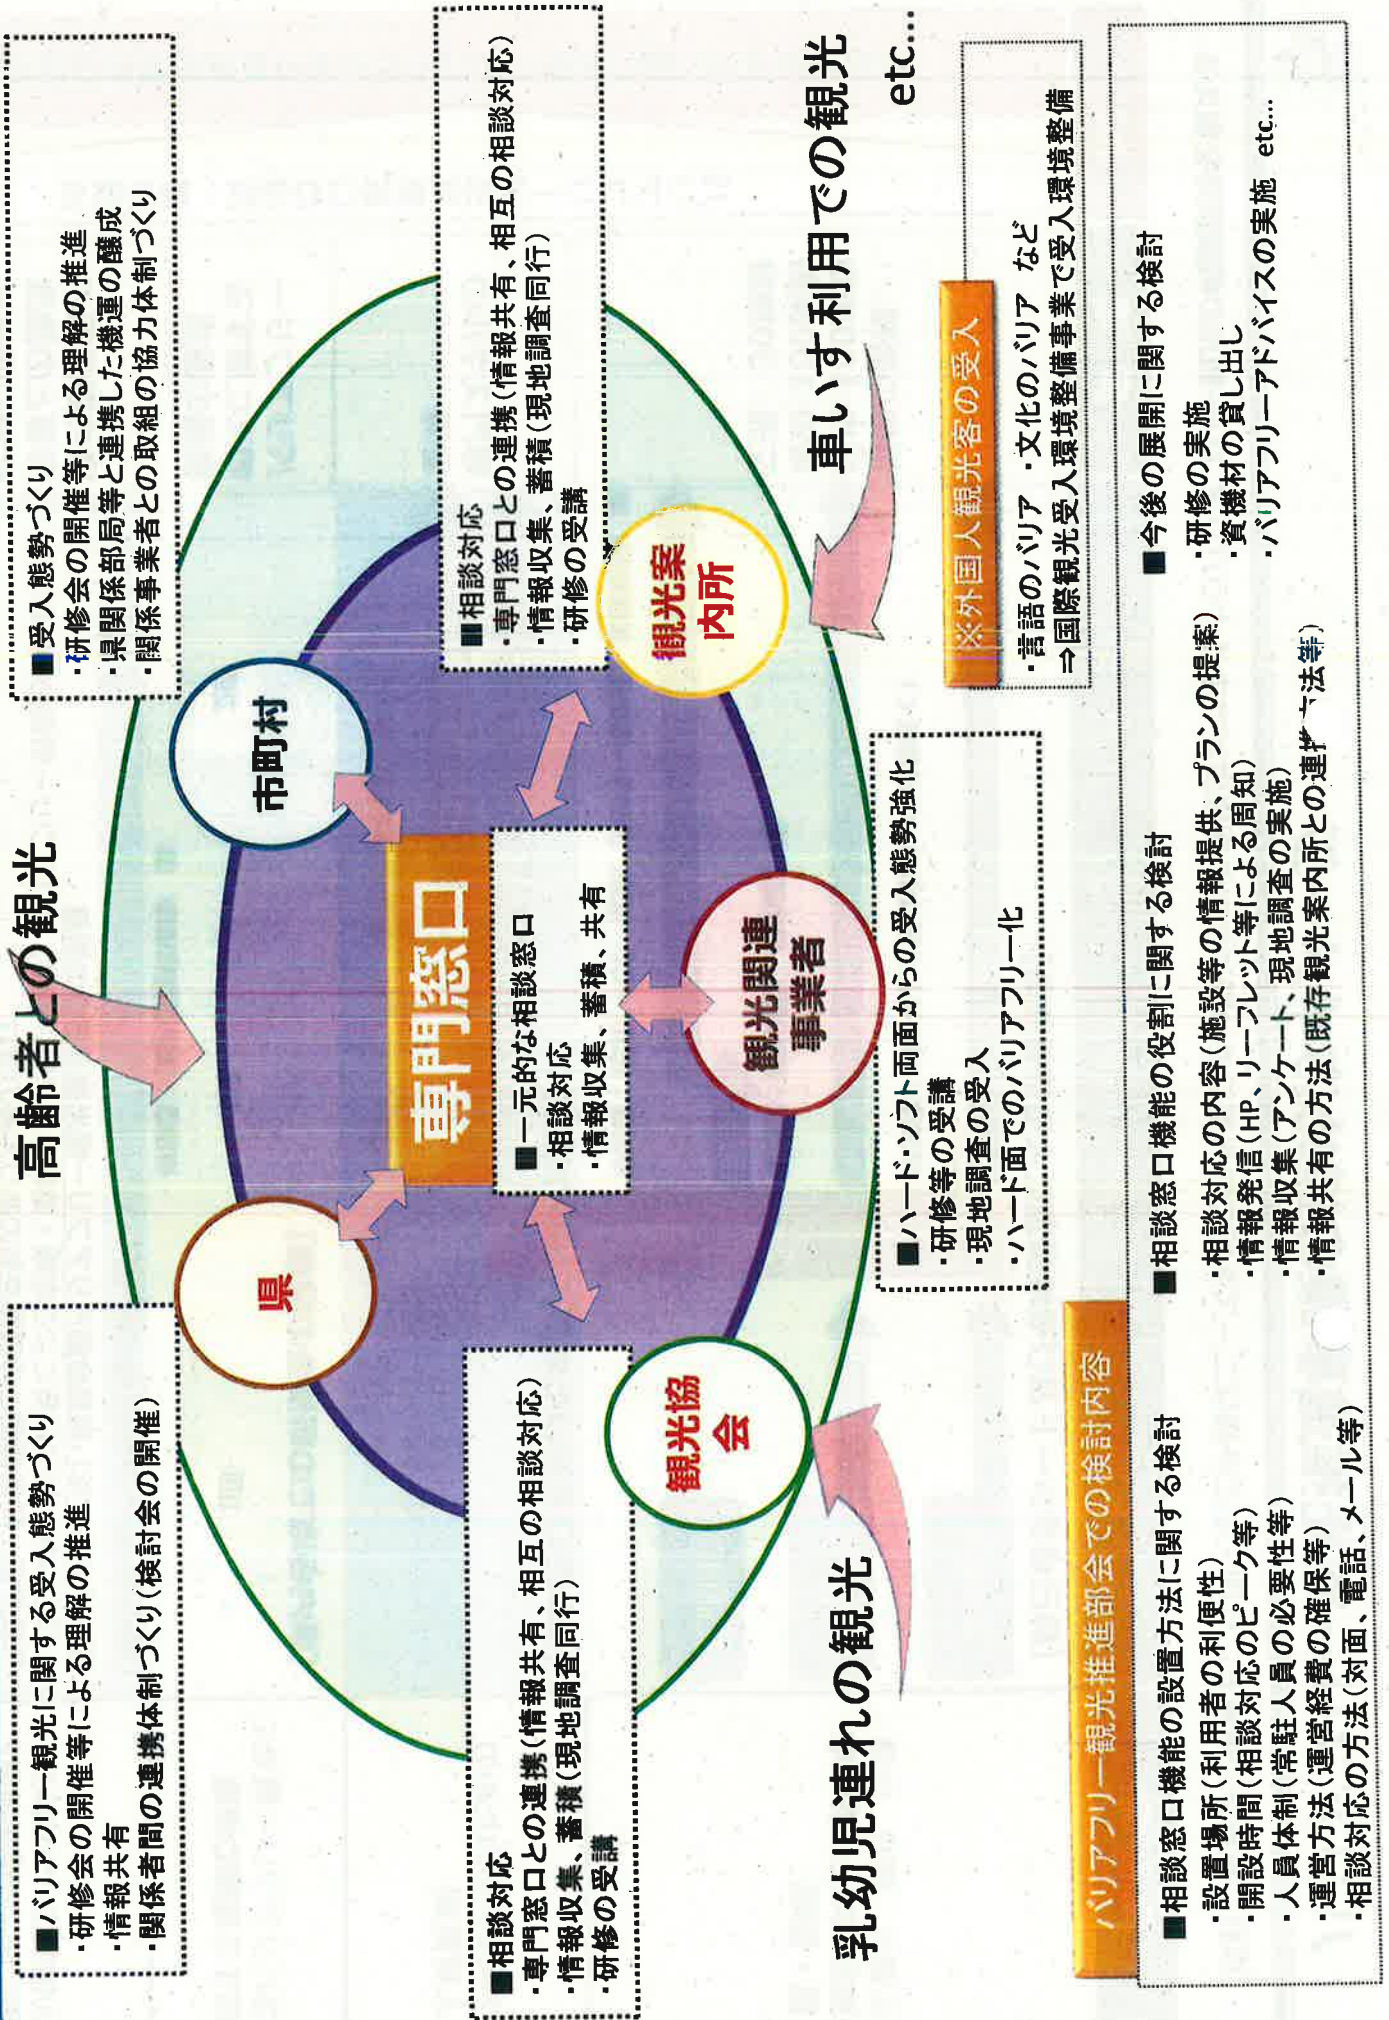 高齢者との観光
■バリアフリー観光に関する受入態勢づくり
・研修会の開催等による理解の推進
・情報共有
・関係者間の連携体制づくり(検討会の開催)
県
市町村
■受入態勢づくり
・研修会の開催等による理解の推進
・県関係部局等と連携した機運の醸成
・関係事業者との取組の協力体制づくり
専門窓口
■一元的な相談窓口
・相談対応
・情報収集、蓄積、共有
■相談対応
・専門窓口との連携(情報共有、相互の相談対応)
・情報収集、蓄積(現地調査同行)
・研修の受講
観光協
会
観光関連
事業者
■相談対応
・専門窓口との連携(情報共有、相互の相談対応)
・情報収集、蓄積(現地調査同行)
・研修の受講
観光案
内所
乳幼児連れの観光
■ハード・ソフト両面からの受入態勢強化
・研修等の受講
・現地調査の受入
・ハード面でのバリアフリー化
車いす利用での観光
etc…
※外国人観光客の受入
・言語のバリア ・文化のバリア など
⇒国際観光受入環境整備事業で受入環境整備
バリアフリー観光推進部会での検討内容
■相談窓口機能の設置方法に関する検討
・設置場所(利用者の利便性)
・開設時間(相談対応のピーク等)
・人員体制(常駐人員の必要性等)
・運営方法(運営経費の確保等)
・相談対応の方法(対面、電話、メール等)
■相談窓口機能の役割に関する検討
・相談対応の内容(施設等の情報提供、プランの提案)
・情報発信(HP、リーフレット等による周知)
・情報収集(アンケート、現地調査の実施)
・情報共有の方法(既存観光案内所との連携方法等)
■今後の展開に関する検討
・研修の実施
・資機材の貸し出し
・バリアフリーアドバイスの実施 etc…